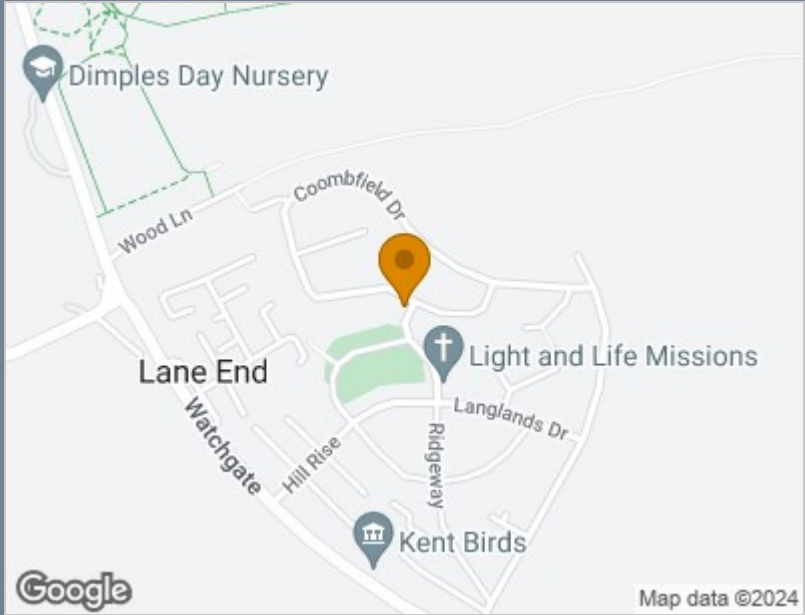 Dimples Day Nursery
Coombfield Dr
Wood Ln
Light and Life Missions
Lane End
Langlands Dr
Watchgate
Hill Rise
Ridgeway
Kent Birds
Google
Map data ©2024